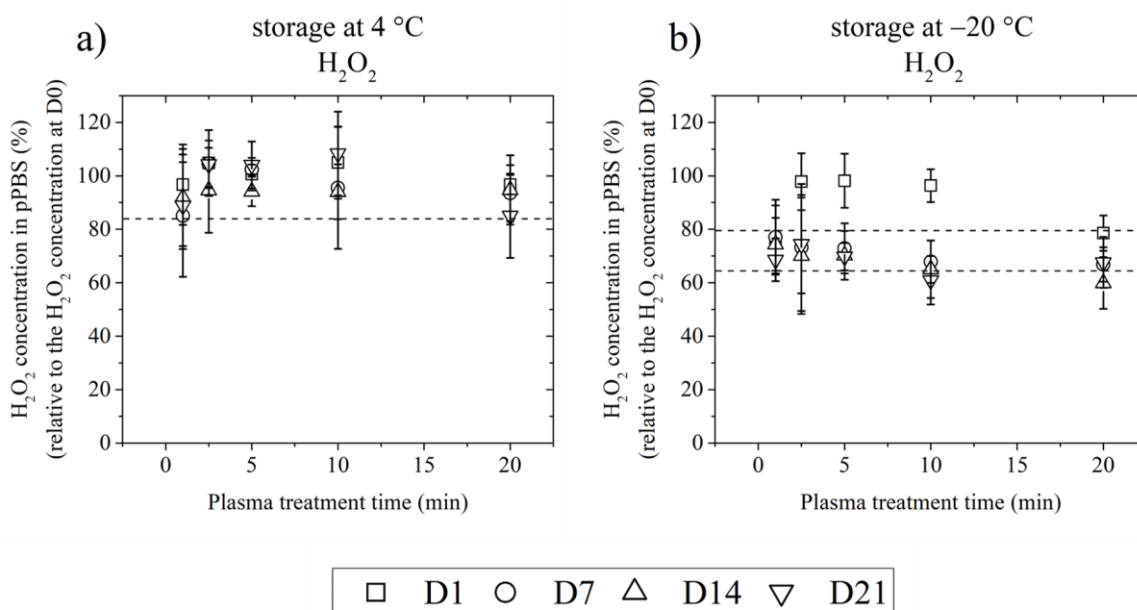 a)
storage at 4 °C
H₂O₂
H₂O₂ concentration in pPBS (%)
(relative to the H₂O₂ concentration at D0)
120
100
80
60
40
20
0
0 5 10 15 20
Plasma treatment time (min)
b)
storage at –20 °C
H₂O₂
H₂O₂ concentration in pPBS (%)
(relative to the H₂O₂ concentration at D0)
120
100
80
60
40
20
0
0 5 10 15 20
Plasma treatment time (min)
D1 D7 D14 D21